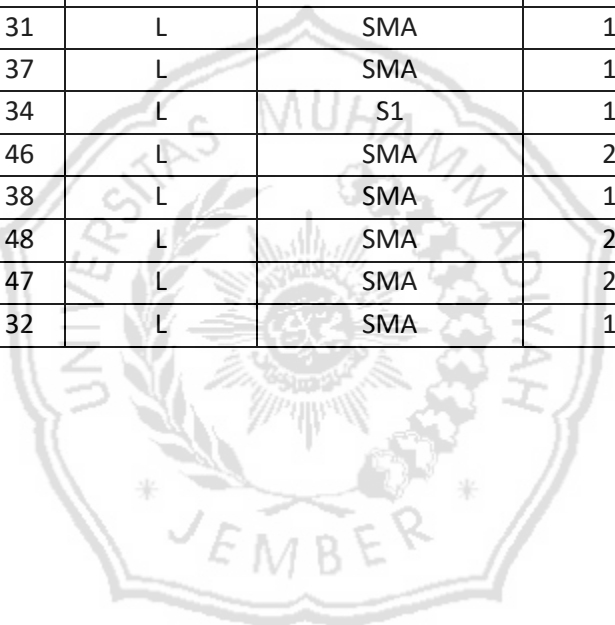 31 L SMA 1
37 L SMA 1
34 L S1 1
46 L SMA 2
38 L SMA 1
48 L SMA 2
47 L SMA 2
32 L SMA 1
UNIVERSITAS MUHAMMADIYAH
JEMBER